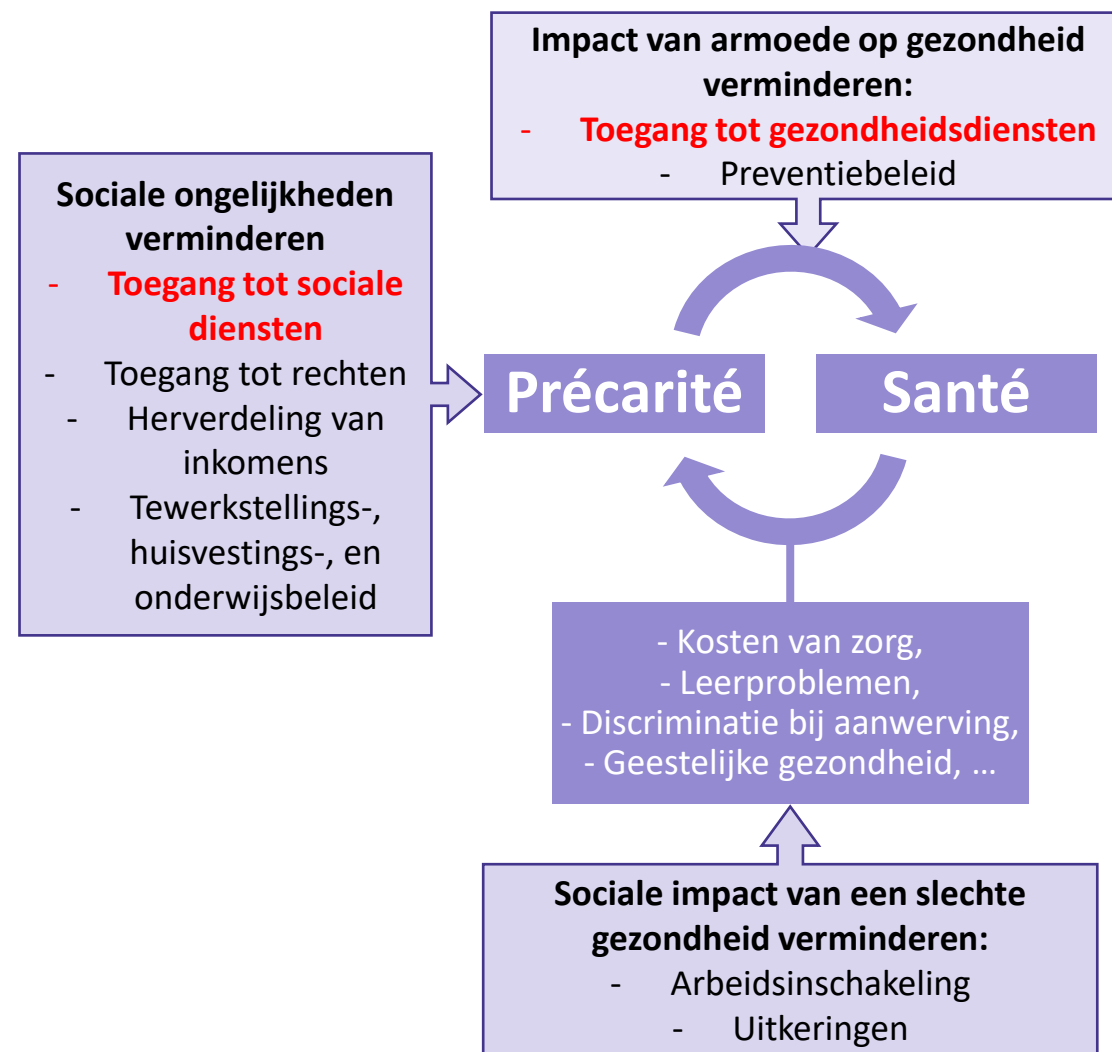 Impact van armoede op gezondheid
verminderen:
- Toegang tot gezondheidsdiensten
- Preventiebeleid
Sociale ongelijkheden
verminderen
- Toegang tot sociale
diensten
- Toegang tot rechten
- Herverdeling van
inkomens
- Tewerkstellings-,
huisvestings-, en
onderwijsbeleid
Précarité
Santé
- Kosten van zorg,
- Leerproblemen,
- Discriminatie bij aanwerving,
- Geestelijke gezondheid, ...
Sociale impact van een slechte
gezondheid verminderen:
- Arbeidsinschakeling
- Uitkeringen